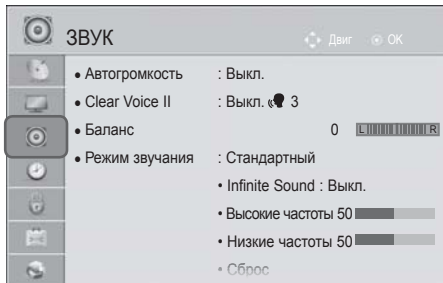 ЗВУК Двиг OK
• Автогромкость : Выкл.
• Clear Voice II : Выкл. 3
• Баланс 0 L R
• Режим звучания : Стандартный
• Infinite Sound : Выкл.
• Высокие частоты 50
• Низкие частоты 50
• Сброс